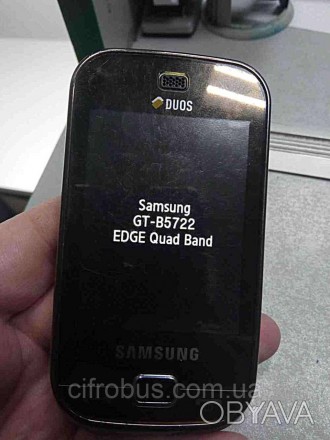 DUOS
Samsung
GT-B5722
EDGE Quad Band
SAMSUNG
cifrobus.com.ua
OBYAVA